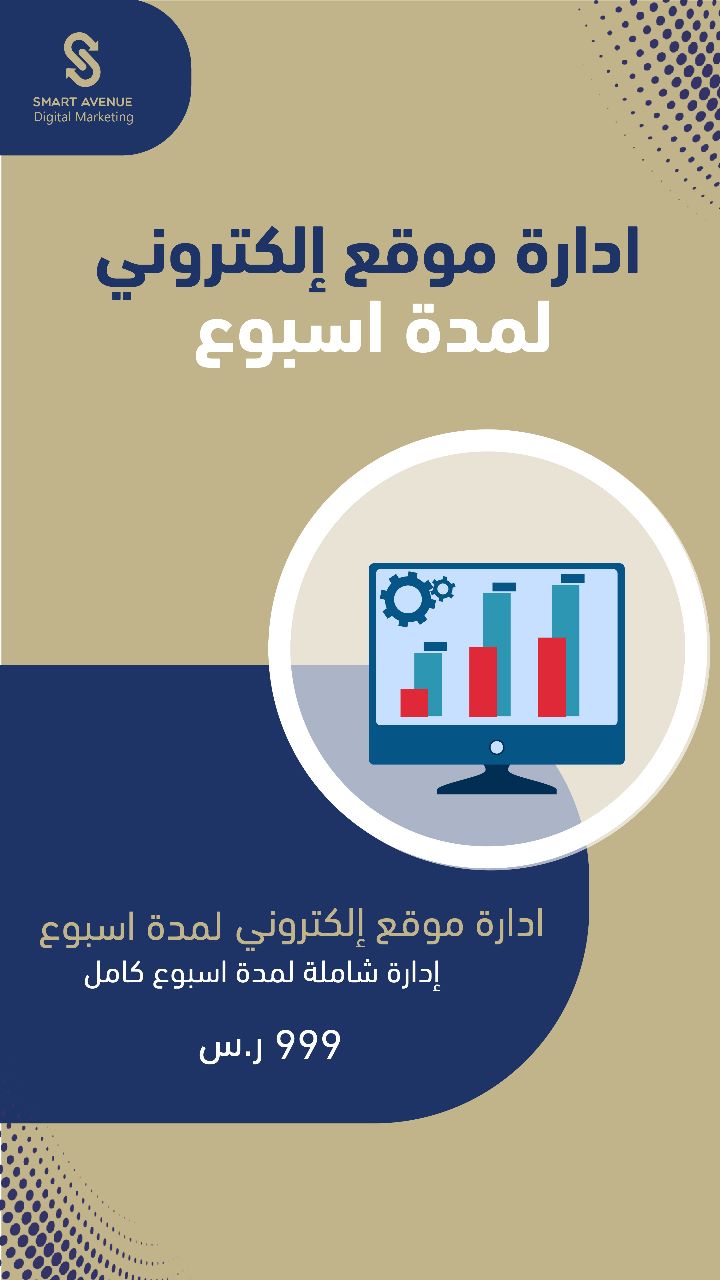 SMART AVENUE
Digital Marketing
ادارة موقع إلكتروني
لمدة اسبوع
ادارة موقع إلكتروني لمدة اسبوع
إدارة شاملة لمدة اسبوع كامل
999 ر.س